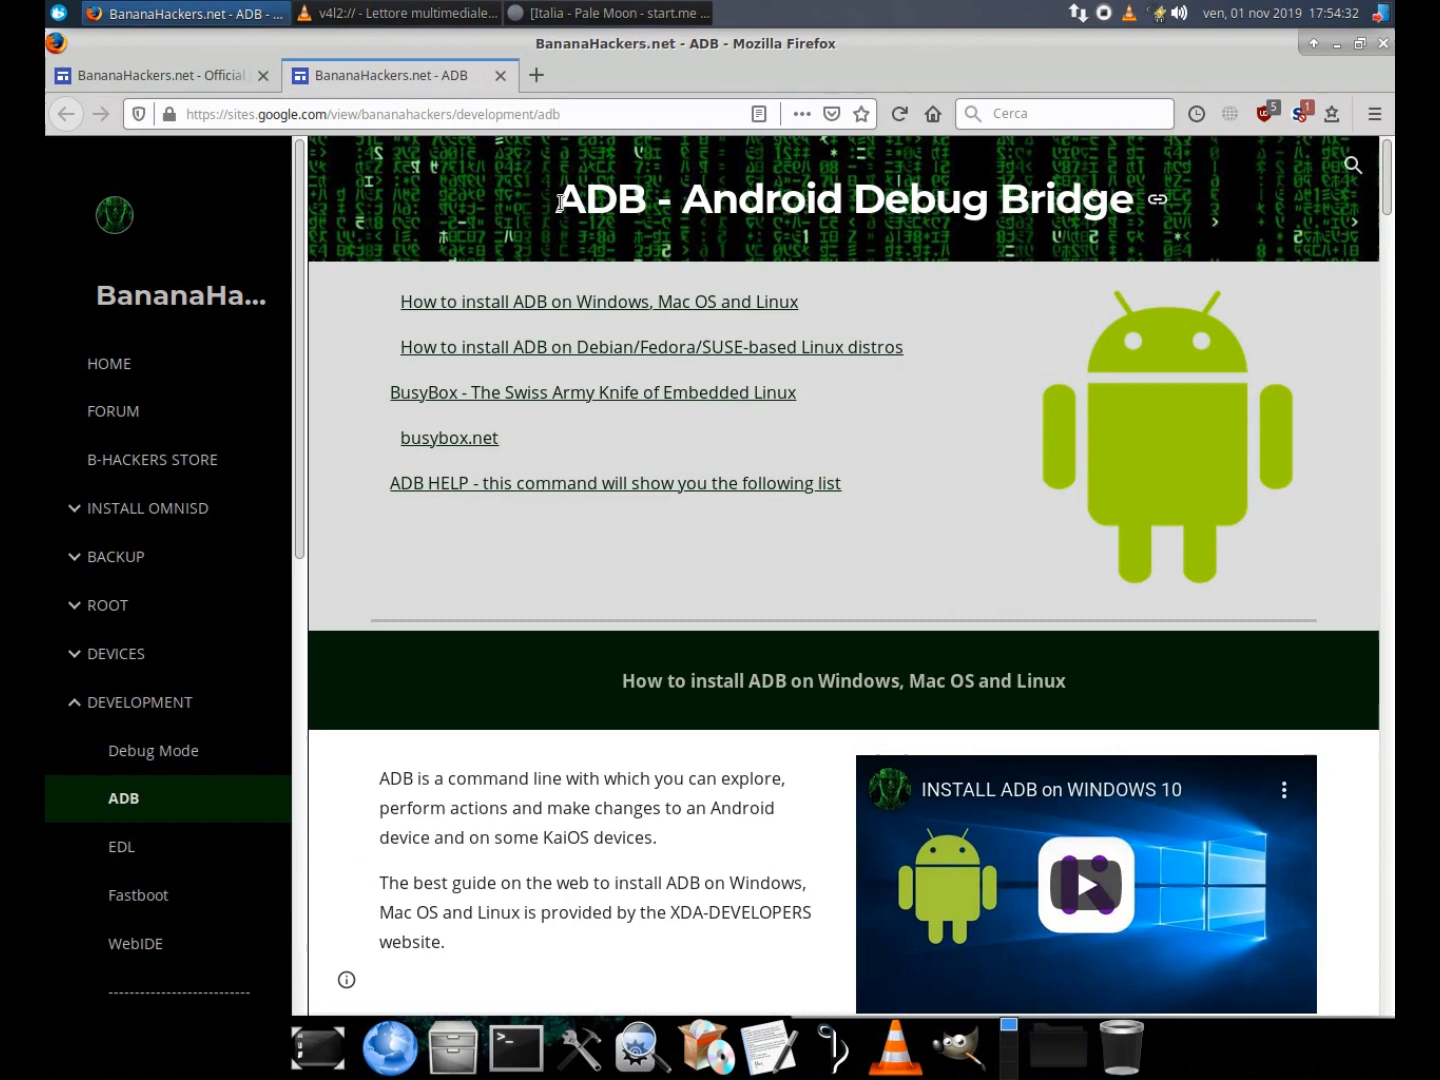 BananaHackers.net - ADB - ...
v4l2:// - Lettore multimediale...
[Italia - Pale Moon - start.me ...
ven, 01 nov 2019 17:54:32
BananaHackers.net - ADB - Mozilla Firefox
BananaHackers.net - Official
BananaHackers.net - ADB
https://sites.google.com/view/bananahackers/development/adb
Cerca
5
1
ADB - Android Debug Bridge
BananaHa...
HOME
FORUM
B-HACKERS STORE
INSTALL OMNISD
BACKUP
ROOT
DEVICES
DEVELOPMENT
Debug Mode
ADB
EDL
Fastboot
WebIDE
---------------------------
How to install ADB on Windows, Mac OS and Linux
How to install ADB on Debian/Fedora/SUSE-based Linux distros
BusyBox - The Swiss Army Knife of Embedded Linux
busybox.net
ADB HELP - this command will show you the following list
How to install ADB on Windows, Mac OS and Linux
ADB is a command line with which you can explore,
perform actions and make changes to an Android
device and on some KaiOS devices.
The best guide on the web to install ADB on Windows,
Mac OS and Linux is provided by the XDA-DEVELOPERS
website.
INSTALL ADB on WINDOWS 10